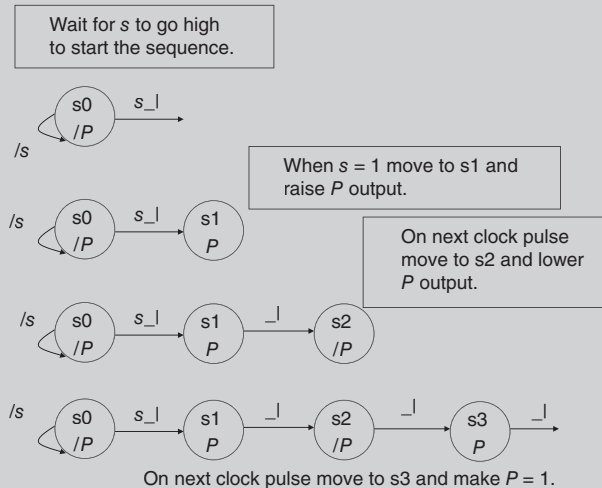 Wait for s to go high
to start the sequence.
s0
/P
s_|
/s
When s = 1 move to s1 and
raise P output.
/s
s0
/P
s_|
s1
P
On next clock pulse
move to s2 and lower
P output.
/s
s0
/P
s_|
s1
P
_|
s2
/P
/s
s0
/P
s_|
s1
P
_|
s2
/P
_|
s3
P
_|
On next clock pulse move to s3 and make P = 1.